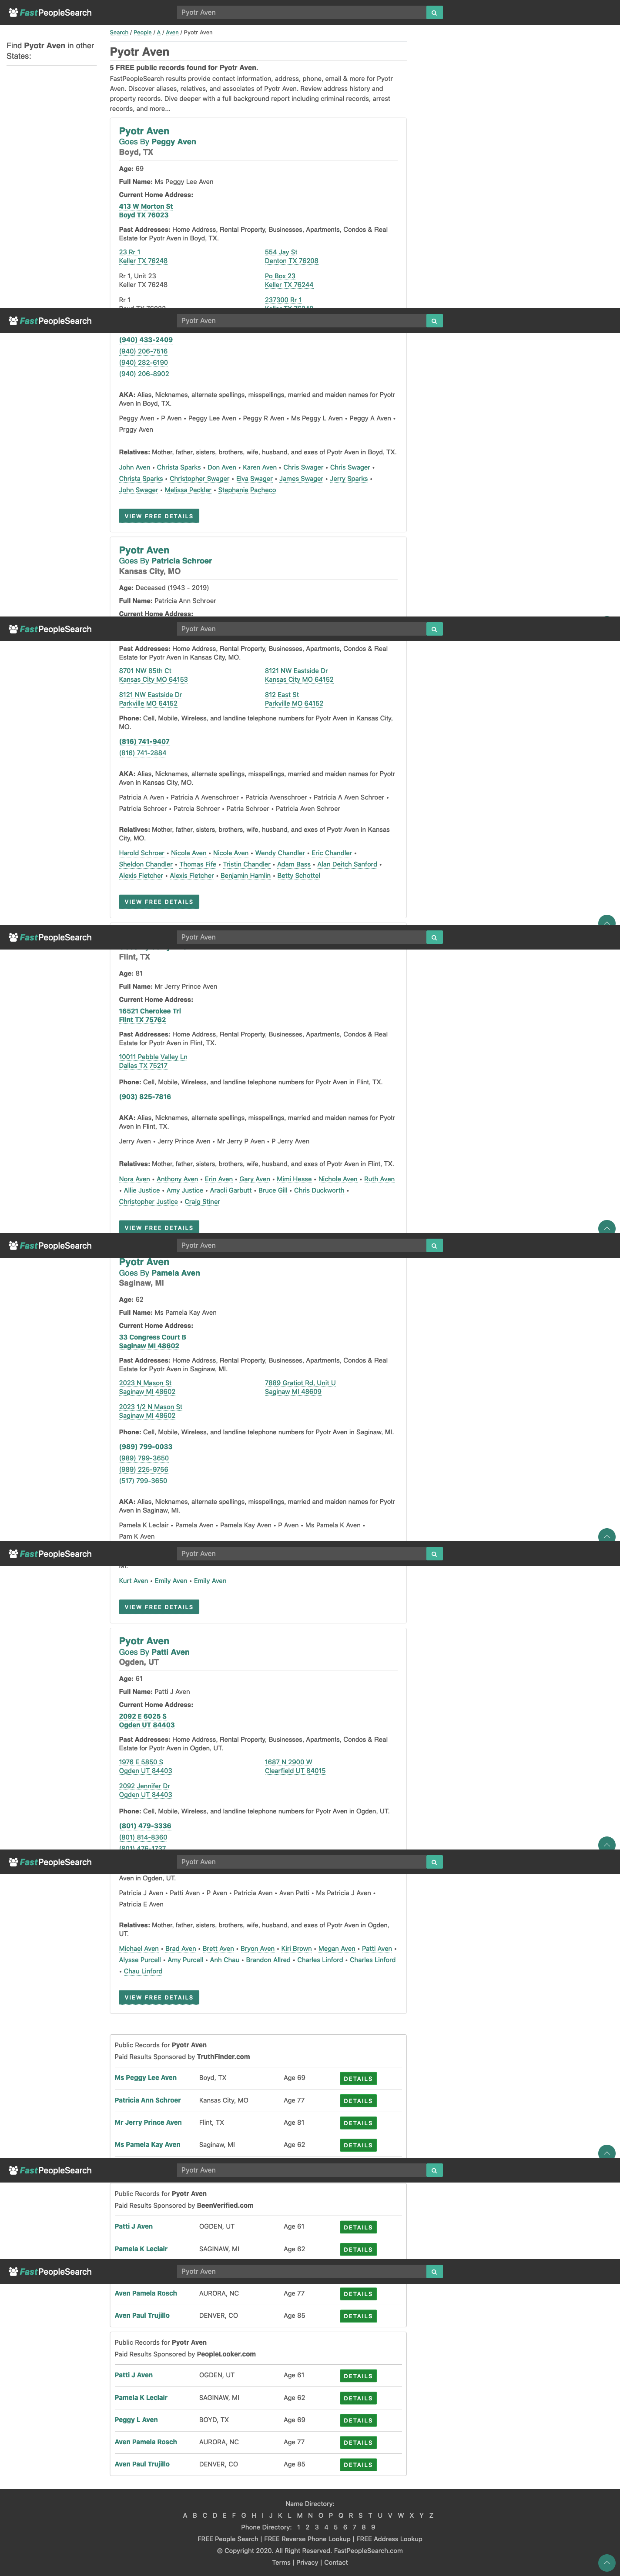 FastPeopleSearch
Pyotr Aven
Find Pyotr Aven in other
States:
Search / People / A / Aven / Pyotr Aven
Pyotr Aven
5 FREE public records found for Pyotr Aven.
FastPeopleSearch results provide contact information, address, phone, email & more for Pyotr
Aven. Discover aliases, relatives, and associates of Pyotr Aven. Review address history and
property records. Dive deeper with a full background report including criminal records, arrest
records, and more...
Pyotr Aven
Goes By Peggy Aven
Boyd, TX
Age: 69
Full Name: Ms Peggy Lee Aven
Current Home Address:
413 W Morton St
Boyd TX 76023
Past Addresses: Home Address, Rental Property, Businesses, Apartments, Condos & Real
Estate for Pyotr Aven in Boyd, TX.
23 Rr 1
Keller TX 76248
554 Jay St
Denton TX 76208
Rr 1, Unit 23
Keller TX 76248
Po Box 23
Keller TX 76244
Rr 1
237300 Rr 1
FastPeopleSearch
Pyotr Aven
(940) 433-2409
(940) 206-7516
(940) 282-6190
(940) 206-8902
AKA: Alias, Nicknames, alternate spellings, misspellings, married and maiden names for Pyotr
Aven in Boyd, TX.
Peggy Aven • P Aven • Peggy Lee Aven • Peggy R Aven • Ms Peggy L Aven • Peggy A Aven •
Prggy Aven
Relatives: Mother, father, sisters, brothers, wife, husband, and exes of Pyotr Aven in Boyd, TX.
John Aven • Christa Sparks • Don Aven • Karen Aven • Chris Swager • Chris Swager •
Christa Sparks • Christopher Swager • Elva Swager • James Swager • Jerry Sparks •
John Swager • Melissa Peckler • Stephanie Pacheco
VIEW FREE DETAILS
Pyotr Aven
Goes By Patricia Schroer
Kansas City, MO
Age: Deceased (1943 - 2019)
Full Name: Patricia Ann Schroer
Current Home Address:
FastPeopleSearch
Pyotr Aven
Past Addresses: Home Address, Rental Property, Businesses, Apartments, Condos & Real
Estate for Pyotr Aven in Kansas City, MO.
8701 NW 85th Ct
Kansas City MO 64153
8121 NW Eastside Dr
Kansas City MO 64152
8121 NW Eastside Dr
Parkville MO 64152
812 East St
Parkville MO 64152
Phone: Cell, Mobile, Wireless, and landline telephone numbers for Pyotr Aven in Kansas City,
MO.
(816) 741-9407
(816) 741-2884
AKA: Alias, Nicknames, alternate spellings, misspellings, married and maiden names for Pyotr
Aven in Kansas City, MO.
Patricia A Aven • Patricia A Avenschroer • Patricia Avenschroer • Patricia A Aven Schroer •
Patricia Schroer • Patrcia Schroer • Patria Schroer • Patricia Aven Schroer
Relatives: Mother, father, sisters, brothers, wife, husband, and exes of Pyotr Aven in Kansas
City, MO.
Harold Schroer • Nicole Aven • Nicole Aven • Wendy Chandler • Eric Chandler •
Sheldon Chandler • Thomas Fife • Tristin Chandler • Adam Bass • Alan Deitch Sanford •
Alexis Fletcher • Alexis Fletcher • Benjamin Hamlin • Betty Schottel
VIEW FREE DETAILS
FastPeopleSearch
Pyotr Aven
Flint, TX
Age: 81
Full Name: Mr Jerry Prince Aven
Current Home Address:
16521 Cherokee Trl
Flint TX 75762
Past Addresses: Home Address, Rental Property, Businesses, Apartments, Condos & Real
Estate for Pyotr Aven in Flint, TX.
10011 Pebble Valley Ln
Dallas TX 75217
Phone: Cell, Mobile, Wireless, and landline telephone numbers for Pyotr Aven in Flint, TX.
(903) 825-7816
AKA: Alias, Nicknames, alternate spellings, misspellings, married and maiden names for Pyotr
Aven in Flint, TX.
Jerry Aven • Jerry Prince Aven • Mr Jerry P Aven • P Jerry Aven
Relatives: Mother, father, sisters, brothers, wife, husband, and exes of Pyotr Aven in Flint, TX.
Nora Aven • Anthony Aven • Erin Aven • Gary Aven • Mimi Hesse • Nichole Aven • Ruth Aven
• Allie Justice • Amy Justice • Aracli Garbutt • Bruce Gill • Chris Duckworth •
Christopher Justice • Craig Stiner
VIEW FREE DETAILS
FastPeopleSearch
Pyotr Aven
Pyotr Aven
Goes By Pamela Aven
Saginaw, MI
Age: 62
Full Name: Ms Pamela Kay Aven
Current Home Address:
33 Congress Court B
Saginaw MI 48602
Past Addresses: Home Address, Rental Property, Businesses, Apartments, Condos & Real
Estate for Pyotr Aven in Saginaw, MI.
2023 N Mason St
Saginaw MI 48602
7889 Gratiot Rd, Unit U
Saginaw MI 48609
2023 1/2 N Mason St
Saginaw MI 48602
Phone: Cell, Mobile, Wireless, and landline telephone numbers for Pyotr Aven in Saginaw, MI.
(989) 799-0033
(989) 799-3650
(989) 225-9756
(517) 799-3650
AKA: Alias, Nicknames, alternate spellings, misspellings, married and maiden names for Pyotr
Aven in Saginaw, MI.
Pamela K Leclair • Pamela Aven • Pamela Kay Aven • P Aven • Ms Pamela K Aven •
Pam K Aven
FastPeopleSearch
Pyotr Aven
MI.
Kurt Aven • Emily Aven • Emily Aven
VIEW FREE DETAILS
Pyotr Aven
Goes By Patti Aven
Ogden, UT
Age: 61
Full Name: Patti J Aven
Current Home Address:
2092 E 6025 S
Ogden UT 84403
Past Addresses: Home Address, Rental Property, Businesses, Apartments, Condos & Real
Estate for Pyotr Aven in Ogden, UT.
1976 E 5850 S
Ogden UT 84403
1687 N 2900 W
Clearfield UT 84015
2092 Jennifer Dr
Ogden UT 84403
Phone: Cell, Mobile, Wireless, and landline telephone numbers for Pyotr Aven in Ogden, UT.
(801) 479-3336
(801) 814-8360
(801) 476-1737
FastPeopleSearch
Pyotr Aven
Aven in Ogden, UT.
Patricia J Aven • Patti Aven • P Aven • Patricia Aven • Aven Patti • Ms Patricia J Aven •
Patricia E Aven
Relatives: Mother, father, sisters, brothers, wife, husband, and exes of Pyotr Aven in Ogden,
UT.
Michael Aven • Brad Aven • Brett Aven • Bryon Aven • Kiri Brown • Megan Aven • Patti Aven •
Alysse Purcell • Amy Purcell • Anh Chau • Brandon Allred • Charles Linford • Charles Linford
• Chau Linford
VIEW FREE DETAILS
Public Records for Pyotr Aven
Paid Results Sponsored by TruthFinder.com
Ms Peggy Lee Aven Boyd, TX Age 69 DETAILS
Patricia Ann Schroer Kansas City, MO Age 77 DETAILS
Mr Jerry Prince Aven Flint, TX Age 81 DETAILS
Ms Pamela Kay Aven Saginaw, MI Age 62 DETAILS
FastPeopleSearch
Pyotr Aven
Public Records for Pyotr Aven
Paid Results Sponsored by BeenVerified.com
Patti J Aven OGDEN, UT Age 61 DETAILS
Pamela K Leclair SAGINAW, MI Age 62 DETAILS
FastPeopleSearch
Pyotr Aven
Aven Pamela Rosch AURORA, NC Age 77 DETAILS
Aven Paul Trujillo DENVER, CO Age 85 DETAILS
Public Records for Pyotr Aven
Paid Results Sponsored by PeopleLooker.com
Patti J Aven OGDEN, UT Age 61 DETAILS
Pamela K Leclair SAGINAW, MI Age 62 DETAILS
Peggy L Aven BOYD, TX Age 69 DETAILS
Aven Pamela Rosch AURORA, NC Age 77 DETAILS
Aven Paul Trujillo DENVER, CO Age 85 DETAILS
Name Directory:
A B C D E F G H I J K L M N O P Q R S T U V W X Y Z
Phone Directory: 1 2 3 4 5 6 7 8 9
FREE People Search | FREE Reverse Phone Lookup | FREE Address Lookup
© Copyright 2020. All Right Reserved. FastPeopleSearch.com
Terms | Privacy | Contact